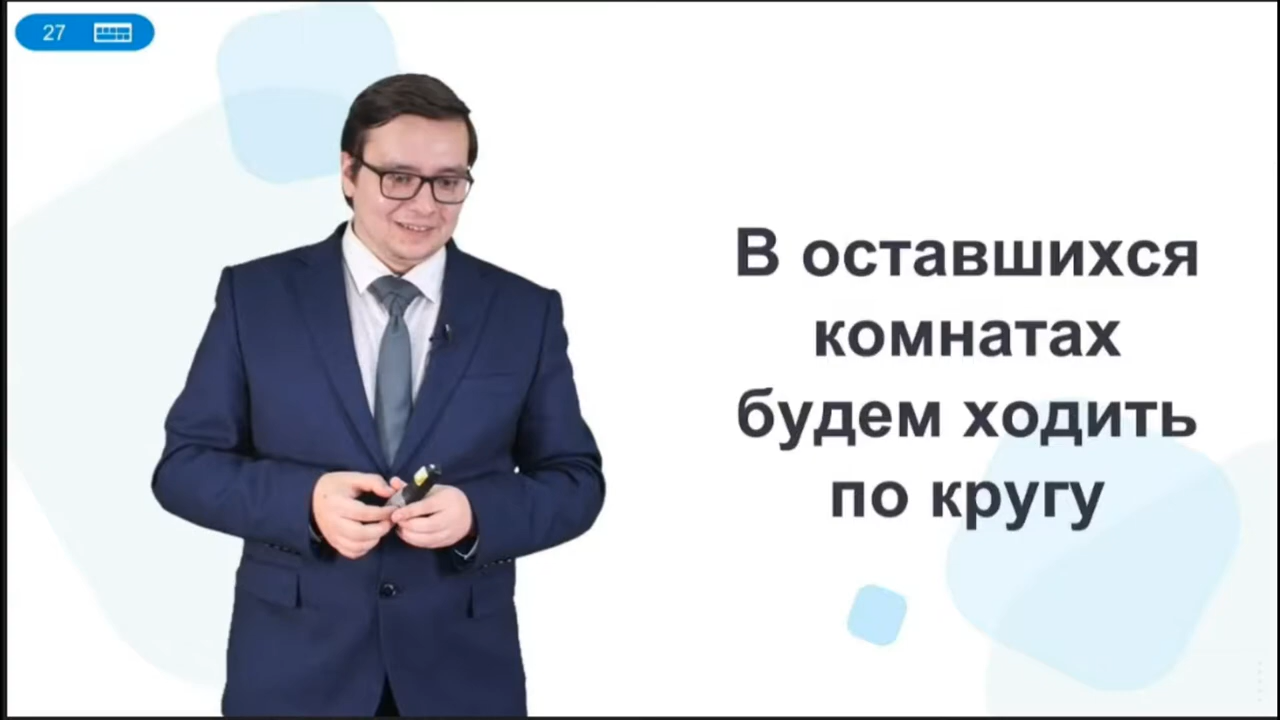 27
В оставшихся
комнатах
будем ходить
по кругу